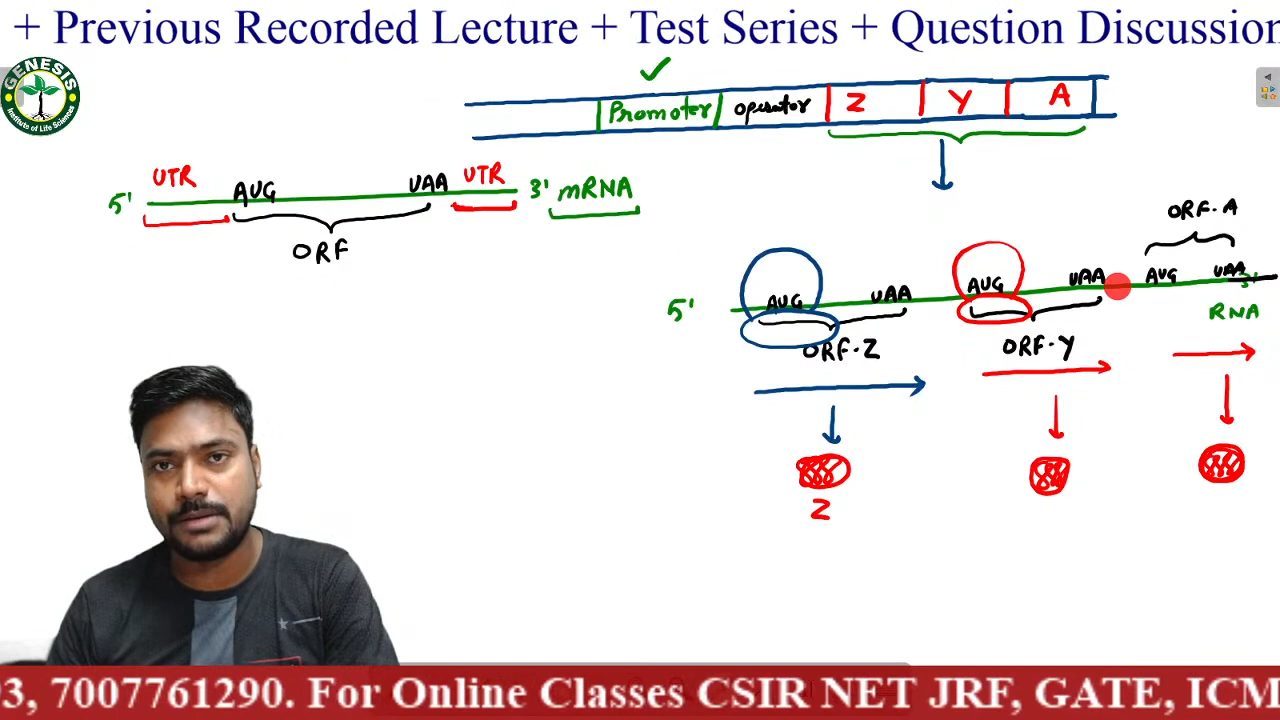 + Previous Recorded Lecture + Test Series + Question Discussion
GENESIS
Institute of Life Sciences
Promoter operator Z Y A
5' UTR AUG UAA UTR 3' mRNA
ORF
ORF-A
5' AUG UAA AUG UAA AUG UAA 3'
RNA
ORF-Z ORF-Y
Z
93, 7007761290. For Online Classes CSIR NET JRF, GATE, ICM